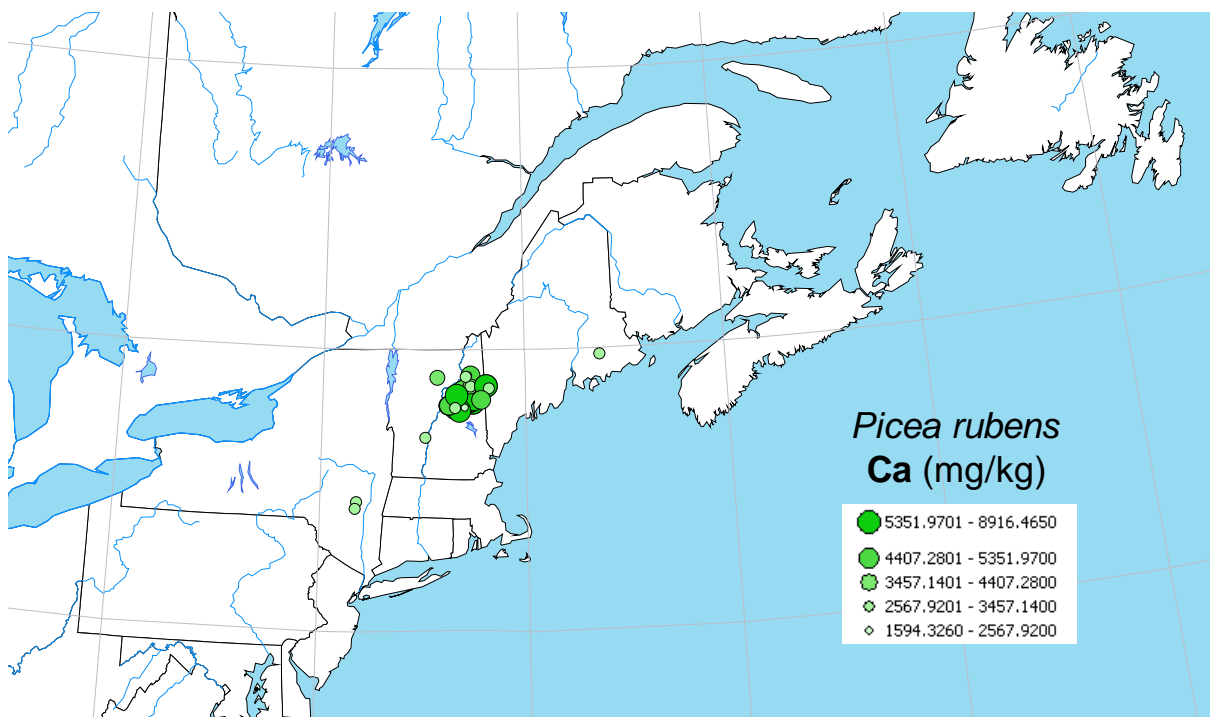 Picea rubens
Ca (mg/kg)
5351.9701 - 8916.4650
4407.2801 - 5351.9700
3457.1401 - 4407.2800
2567.9201 - 3457.1400
1594.3260 - 2567.9200